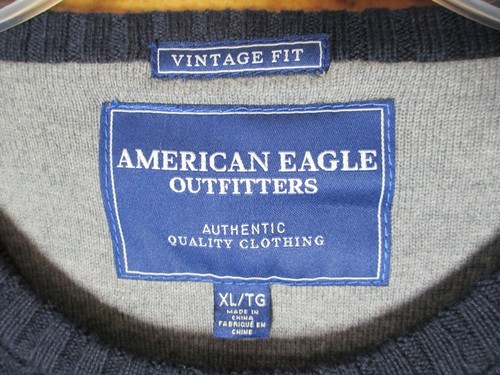 VINTAGE FIT
AMERICAN EAGLE
OUTFITTERS
AUTHENTIC
QUALITY CLOTHING
XL/TG
MADE IN
CHINA
FABRIQUÉ EN
CHINE